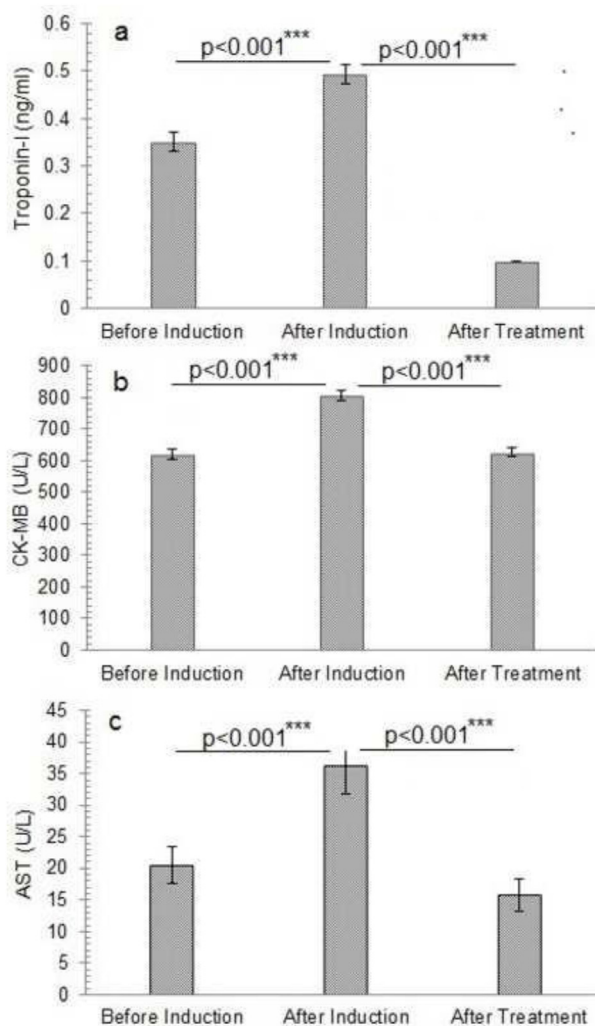 a
p<0.001*** p<0.001***
Troponin-I (ng/ml)
0.6
0.5
0.4
0.3
0.2
0.1
0
Before Induction After Induction After Treatment
b
p<0.001*** p<0.001***
CK-MB (U/L)
900
800
700
600
500
400
300
200
100
0
Before Induction After Induction After Treatment
c
p<0.001*** p<0.001***
AST (U/L)
45
40
35
30
25
20
15
10
5
0
Before Induction After Induction After Treatment